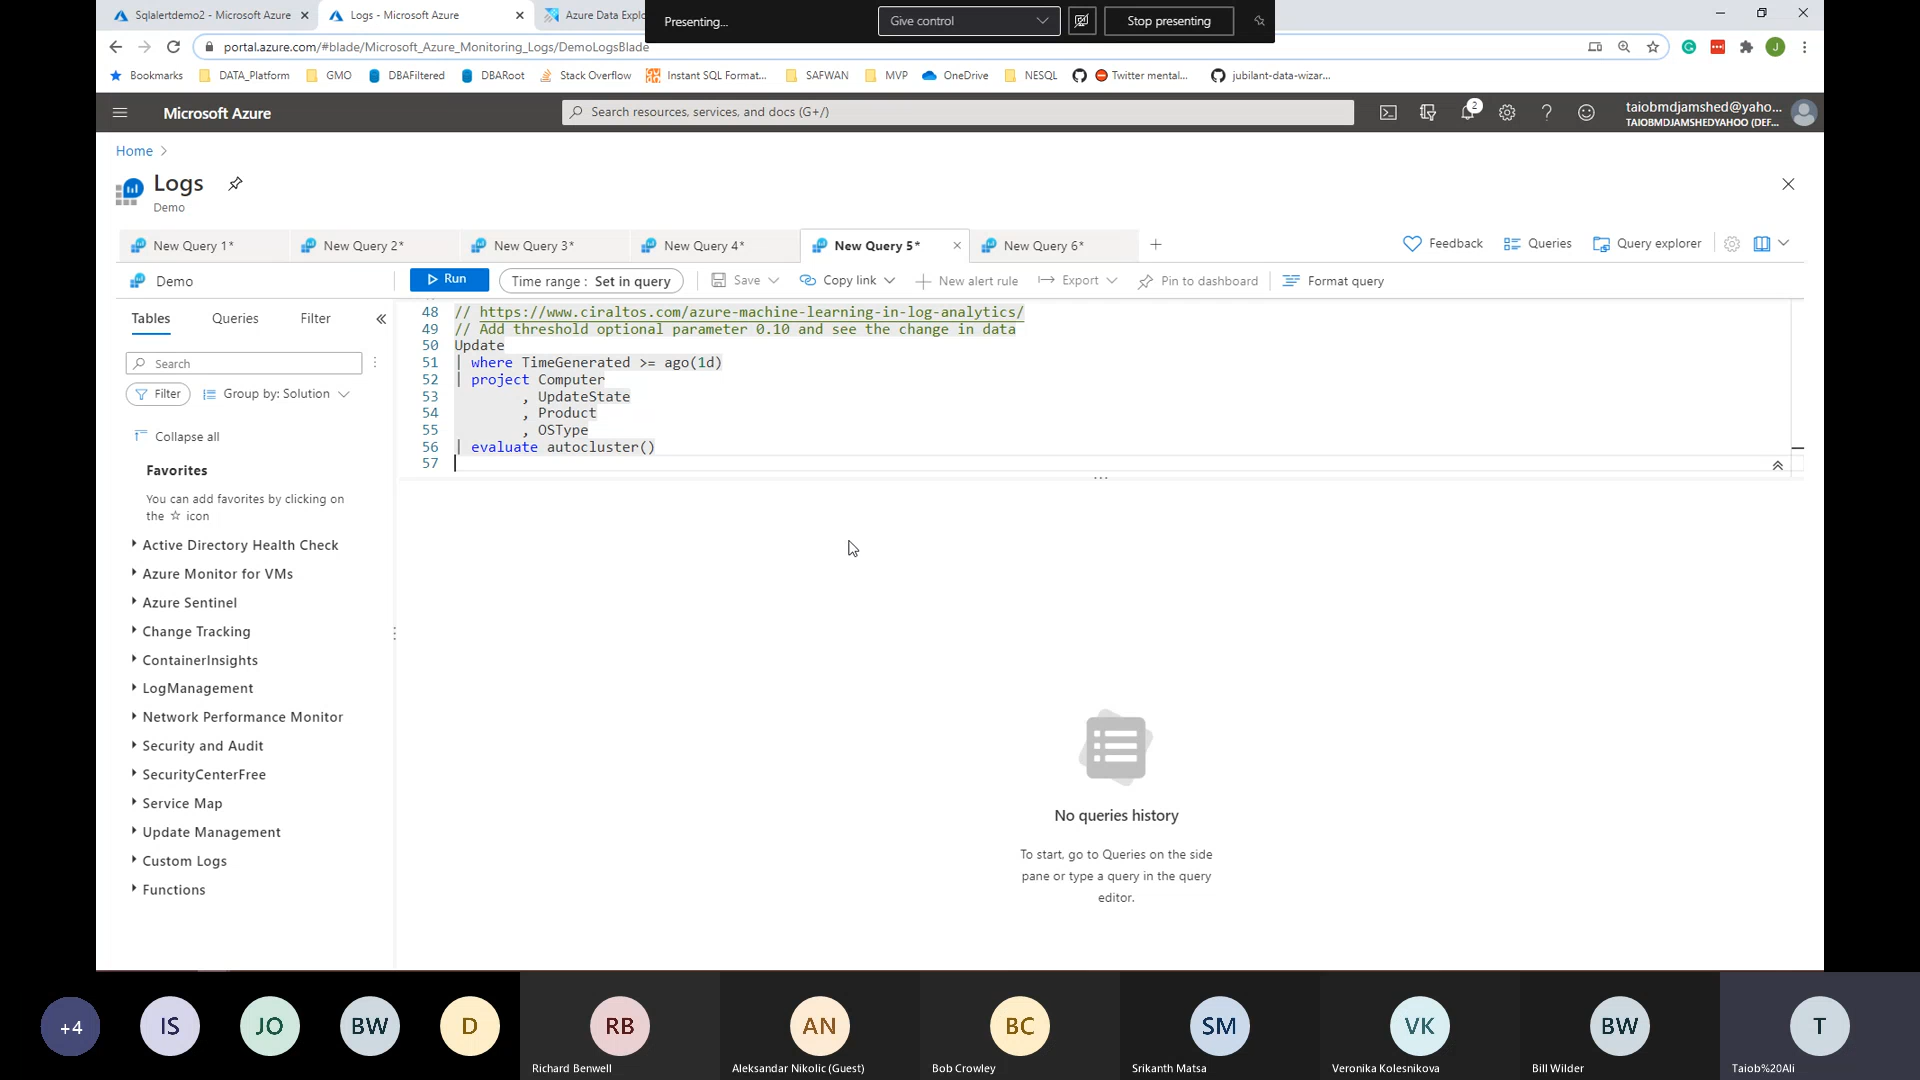 Sqlalertdemo2 - Microsoft Azure
Logs - Microsoft Azure
Azure Data Explo
Presenting...
Give control
Stop presenting
portal.azure.com/#blade/Microsoft_Azure_Monitoring_Logs/DemoLogsBlade
J
Bookmarks
DATA_Platform
GMO
DBAFiltered
DBARoot
Stack Overflow
Instant SQL Format...
SAFWAN
MVP
OneDrive
NESQL
Twitter mental...
jubilant-data-wizar...
Microsoft Azure
Search resources, services, and docs (G+/)
2
taiobmdjamshed@yaho...
TAIOBMDJAMSHEDYAHOO (DEF...
Home
Logs
Demo
New Query 1*
New Query 2*
New Query 3*
New Query 4*
New Query 5*
New Query 6*
Feedback
Queries
Query explorer
Demo
Run
Time range : Set in query
Save
Copy link
New alert rule
Export
Pin to dashboard
Format query
Tables
Queries
Filter
Search
Filter
Group by: Solution
Collapse all
Favorites
You can add favorites by clicking on
the ☆ icon
Active Directory Health Check
Azure Monitor for VMs
Azure Sentinel
Change Tracking
ContainerInsights
LogManagement
Network Performance Monitor
Security and Audit
SecurityCenterFree
Service Map
Update Management
Custom Logs
Functions
48 // https://www.ciraltos.com/azure-machine-learning-in-log-analytics/
49 // Add threshold optional parameter 0.10 and see the change in data
50 Update
51 | where TimeGenerated >= ago(1d)
52 | project Computer
53 , UpdateState
54 , Product
55 , OSType
56 | evaluate autocluster()
57
No queries history
To start, go to Queries on the side
pane or type a query in the query
editor.
+4
IS
JO
BW
D
RB
Richard Benwell
AN
Aleksandar Nikolic (Guest)
BC
Bob Crowley
SM
Srikanth Matsa
VK
Veronika Kolesnikova
BW
Bill Wilder
T
Taiob%20Ali